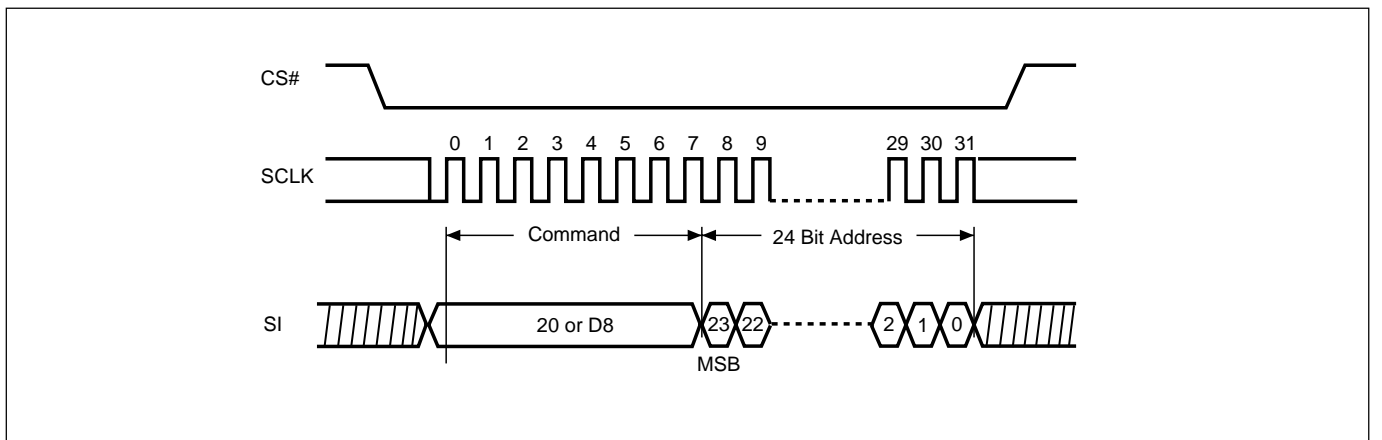 CS#
0 1 2 3 4 5 6 7 8 9 29 30 31
SCLK
Command 24 Bit Address
SI 20 or D8 23 22 2 1 0
MSB